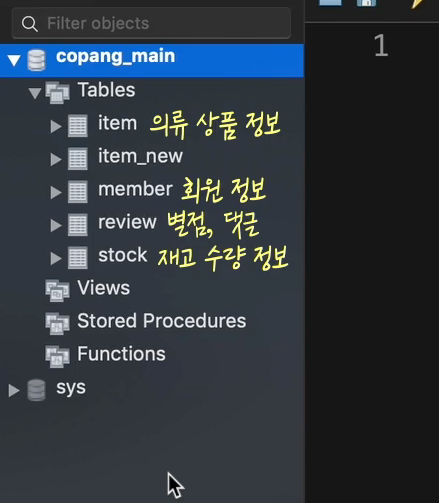 Filter objects
1
copang_main
Tables
item 의류 상품 정보
item_new
member 회원 정보
review 별점, 댓글
stock 재고 수량 정보
Views
Stored Procedures
Functions
sys